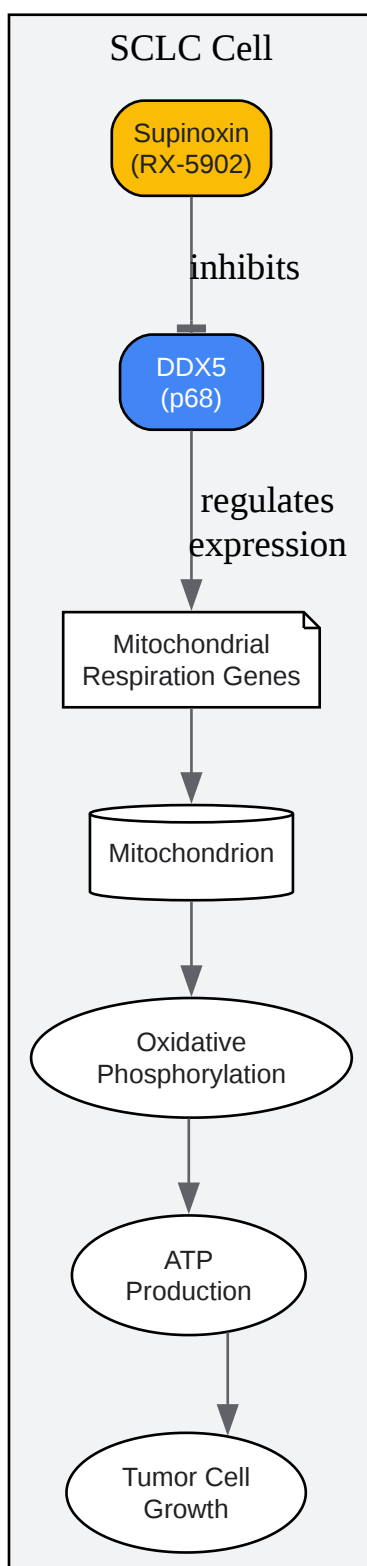 SCLC Cell
Supinoxin
(RX-5902)
inhibits
DDX5
(p68)
regulates
expression
Mitochondrial
Respiration Genes
Mitochondrion
Oxidative
Phosphorylation
ATP
Production
Tumor Cell
Growth